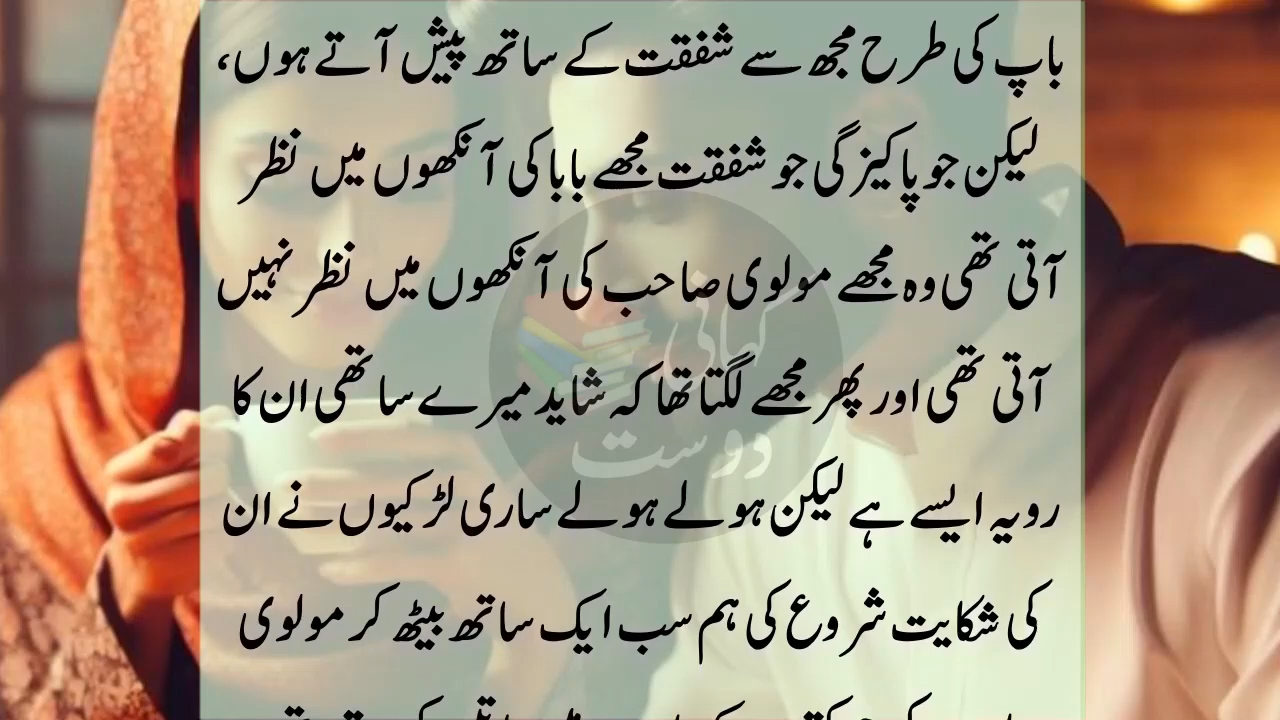 باپ کی طرح مجھ سے شفقت کے ساتھ پیش آتے ہوں،
لیکن جو پاکیزگی جو شفقت مجھے بابا کی آنکھوں میں نظر
آتی تھی وہ مجھے مولوی صاحب کی آنکھوں میں نظر نہیں
آتی تھی اور پھر مجھے لگتا تھا کہ شاید میرے ساتھی ان کا
رویہ ایسے ہے لیکن ہولے ہولے ساری لڑکیوں نے ان
کی شکایت شروع کی ہم سب ایک ساتھ بیٹھ کر مولوی
کہانی
دوست